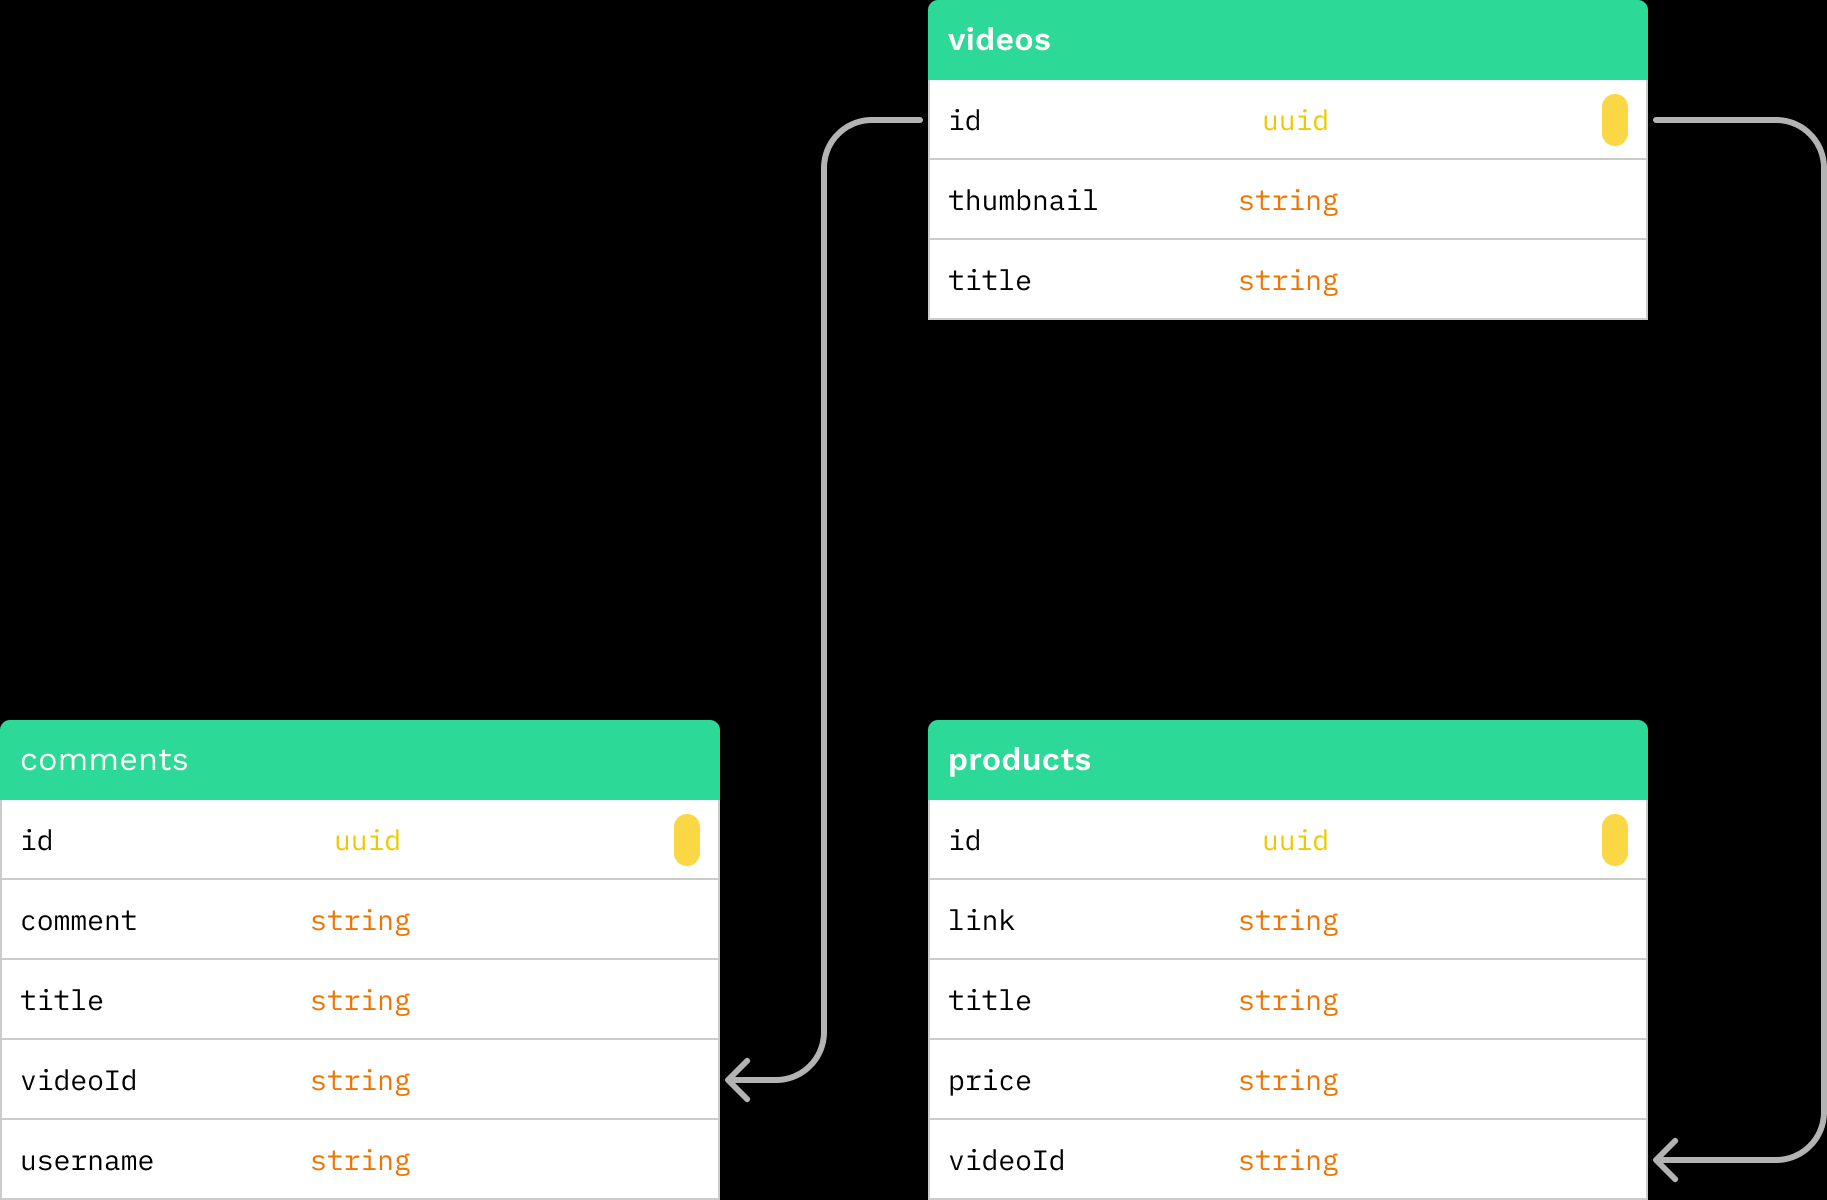 videos
id uuid
thumbnail string
title string
comments
id uuid
comment string
title string
videoId string
username string
products
id uuid
link string
title string
price string
videoId string